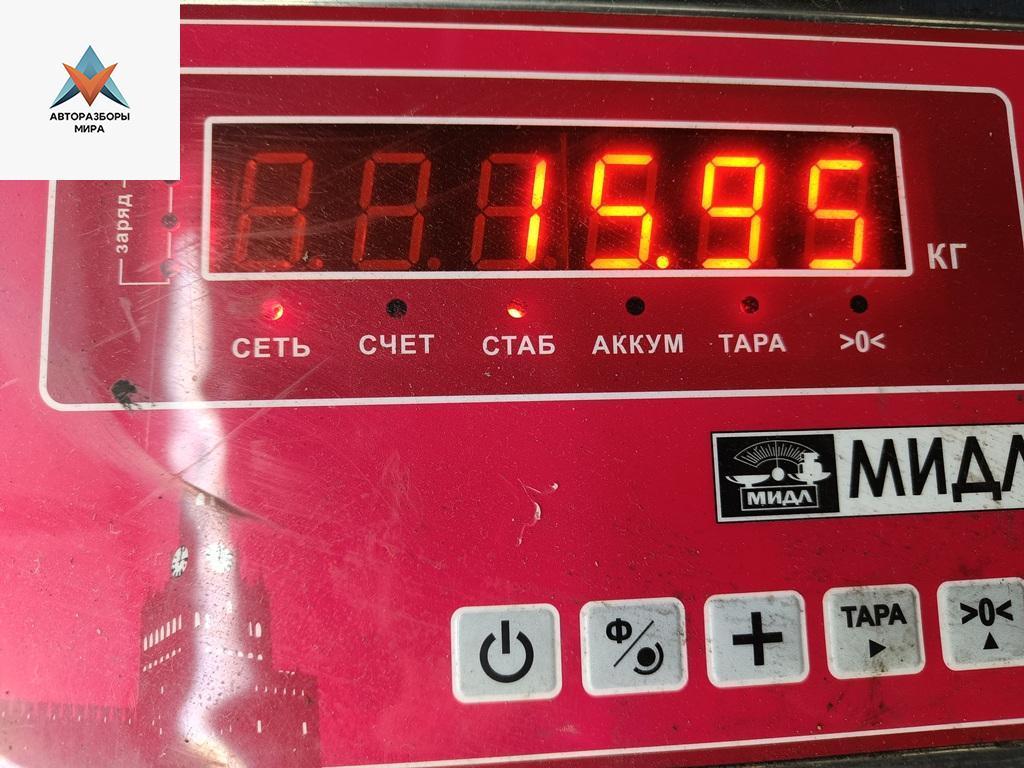 АВТОРАЗБОРЫ
МИРА
заряд
15.95
КГ
СЕТЬ СЧЕТ СТАБ АККУМ ТАРА >0<
МИДЛ МИДЛ
Ф/ + ТАРА >0<